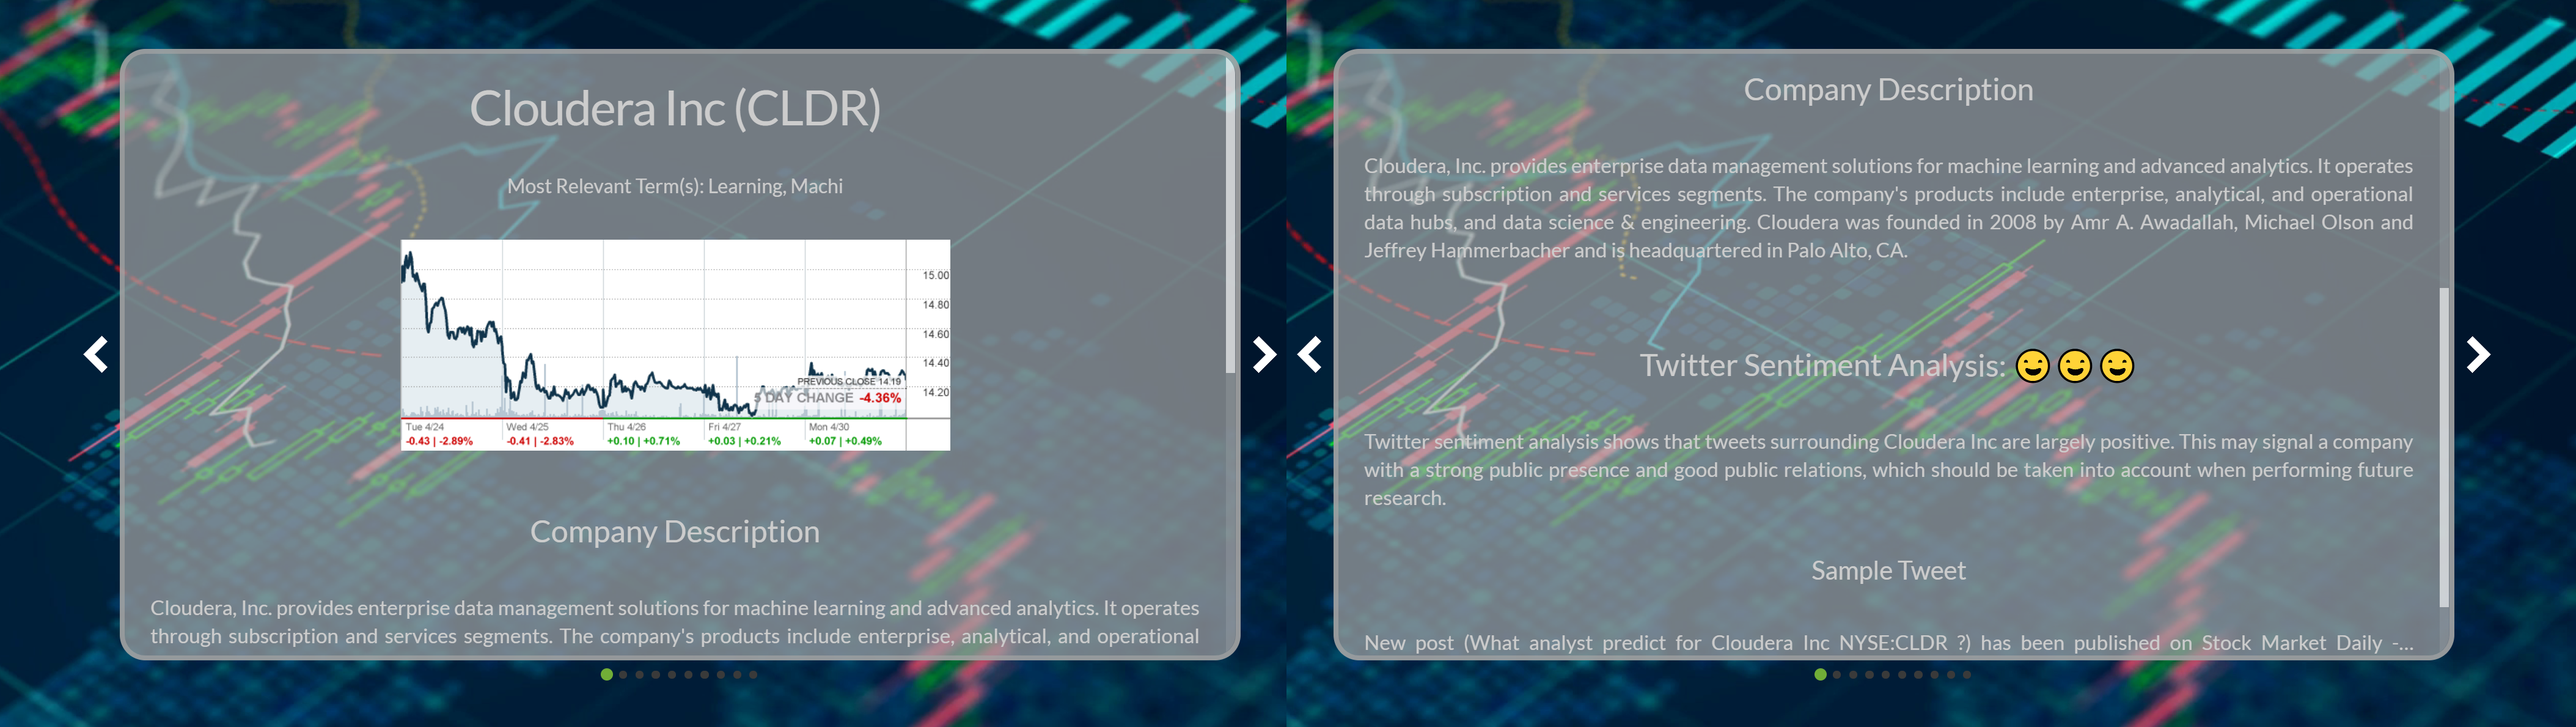 Cloudera Inc (CLDR)
Most Relevant Term(s): Learning, Machi
15.00
14.80
14.60
14.40
14.20
PREVIOUS CLOSE 14.19
5 DAY CHANGE -4.36%
Tue 4/24
Wed 4/25
Thu 4/26
Fri 4/27
Mon 4/30
-0.43 | -2.89%
-0.41 | -2.83%
+0.10 | +0.71%
+0.03 | +0.21%
+0.07 | +0.49%
Company Description
Cloudera, Inc. provides enterprise data management solutions for machine learning and advanced analytics. It operates
through subscription and services segments. The company's products include enterprise, analytical, and operational
Company Description
Cloudera, Inc. provides enterprise data management solutions for machine learning and advanced analytics. It operates
through subscription and services segments. The company's products include enterprise, analytical, and operational
data hubs, and data science & engineering. Cloudera was founded in 2008 by Amr A. Awadallah, Michael Olson and
Jeffrey Hammerbacher and is headquartered in Palo Alto, CA.
Twitter Sentiment Analysis:
Twitter sentiment analysis shows that tweets surrounding Cloudera Inc are largely positive. This may signal a company
with a strong public presence and good public relations, which should be taken into account when performing future
research.
Sample Tweet
New post (What analyst predict for Cloudera Inc NYSE:CLDR ?) has been published on Stock Market Daily -...